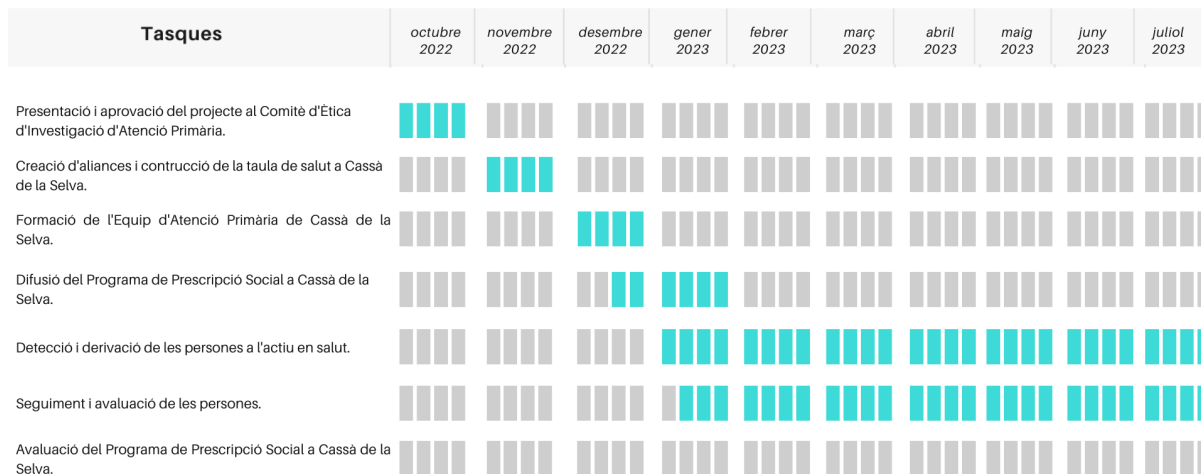 Tasques
octubre
2022
novembre
2022
desembre
2022
gener
2023
febrer
2023
març
2023
abril
2023
maig
2023
juny
2023
juliol
2023
Presentació i aprovació del projecte al Comitè d'Ètica
d'Investigació d'Atenció Primària.
Creació d'aliances i contrucció de la taula de salut a Cassà
de la Selva.
Formació de l'Equip d'Atenció Primària de Cassà de la
Selva.
Difusió del Programa de Prescripció Social a Cassà de la
Selva.
Detecció i derivació de les persones a l'actiu en salut.
Seguiment i avaluació de les persones.
Avaluació del Programa de Prescripció Social a Cassà de la
Selva.